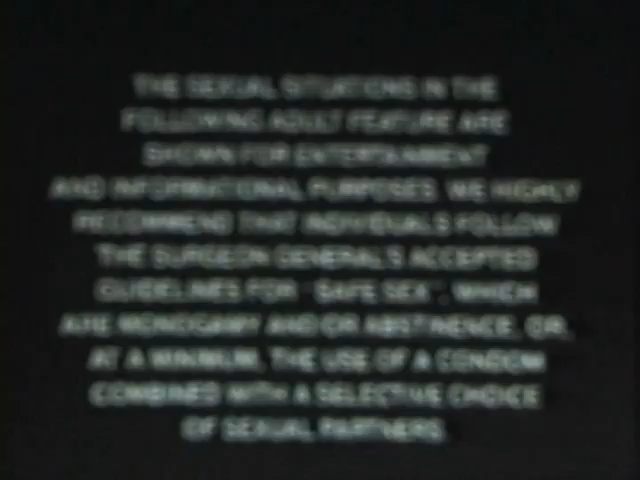 THE SEXUAL SITUATIONS IN THE
FOLLOWING ADULT FEATURE ARE
SHOWN FOR ENTERTAINMENT
AND INFORMATIONAL PURPOSES. WE HIGHLY
RECOMMEND THAT INDIVIDUALS FOLLOW
THE SURGEON GENERAL'S ACCEPTED
GUIDELINES FOR "SAFE SEX", WHICH
ARE MONOGAMY AND/OR ABSTINENCE, OR,
AT A MINIMUM, THE USE OF A CONDOM
COMBINED WITH A SELECTIVE CHOICE
OF SEXUAL PARTNERS.